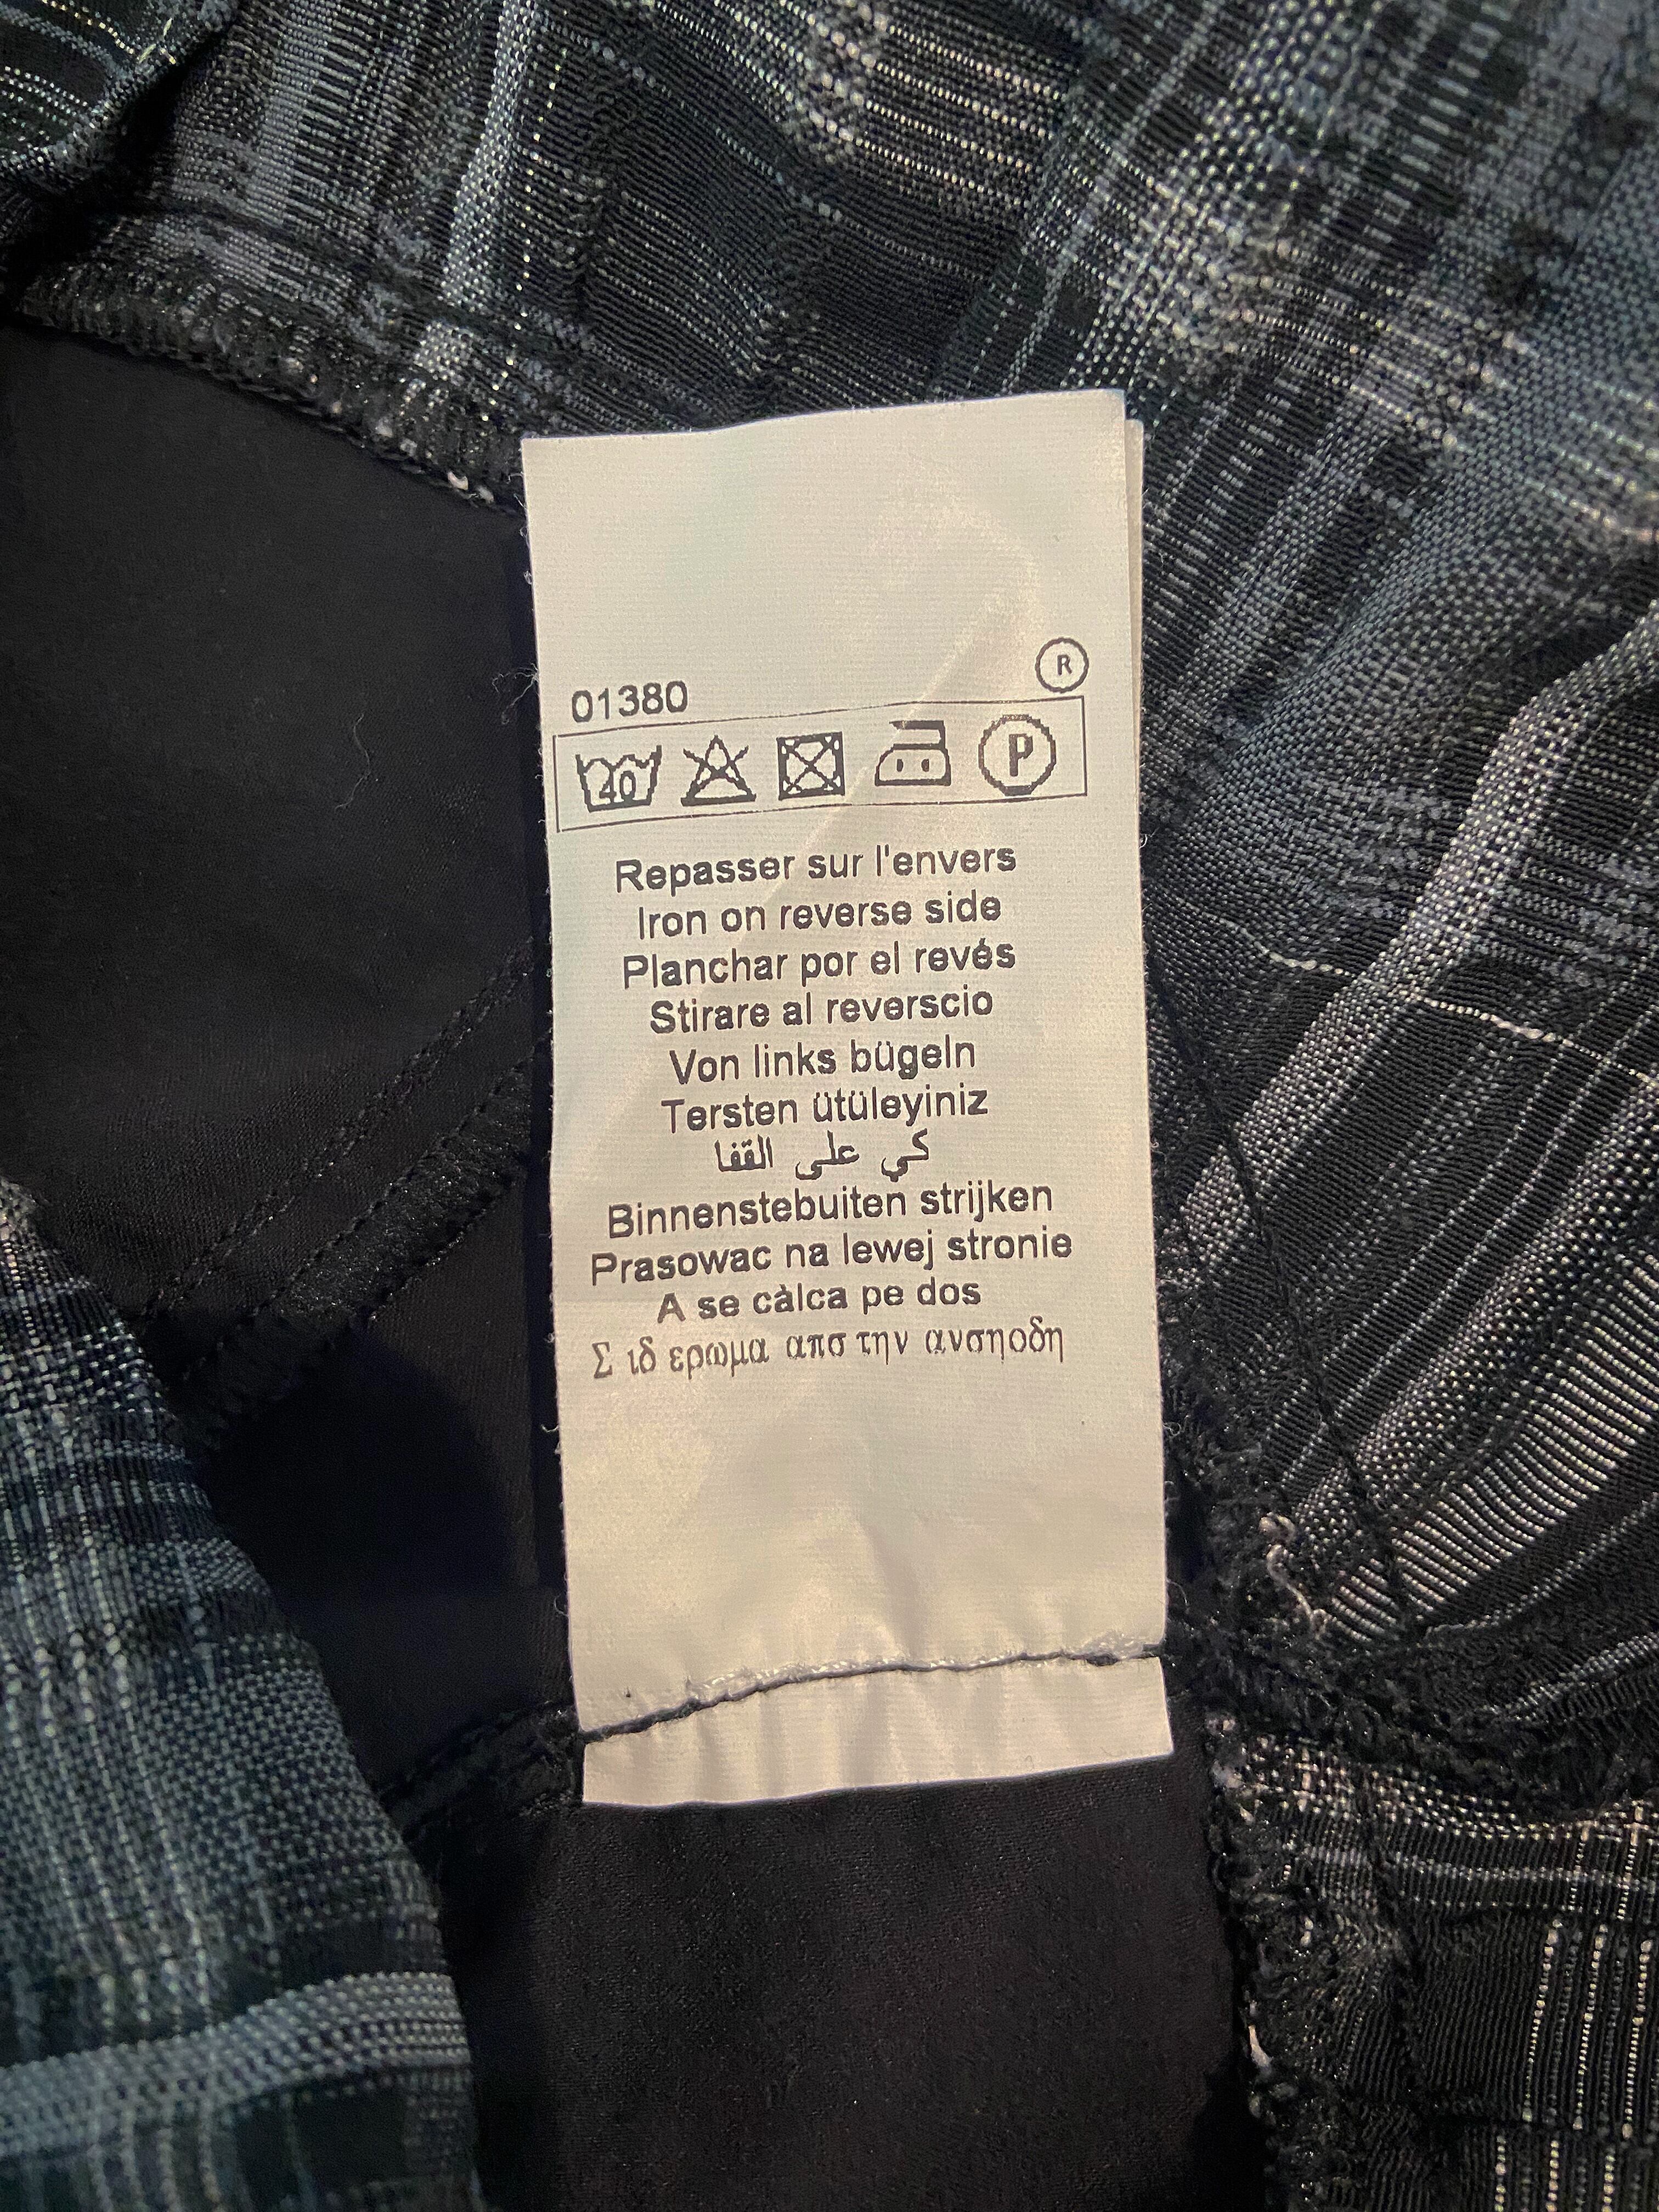 R
01380
40 P
Repasser sur l'envers
Iron on reverse side
Planchar por el revés
Stirare al reverscio
Von links bügeln
Tersten ütüleyiniz
كي على القفا
Binnenstebuiten strijken
Prasowac na lewej stronie
A se càlca pe dos
Σ ιδ ερωμα απσ την ανσηοδη